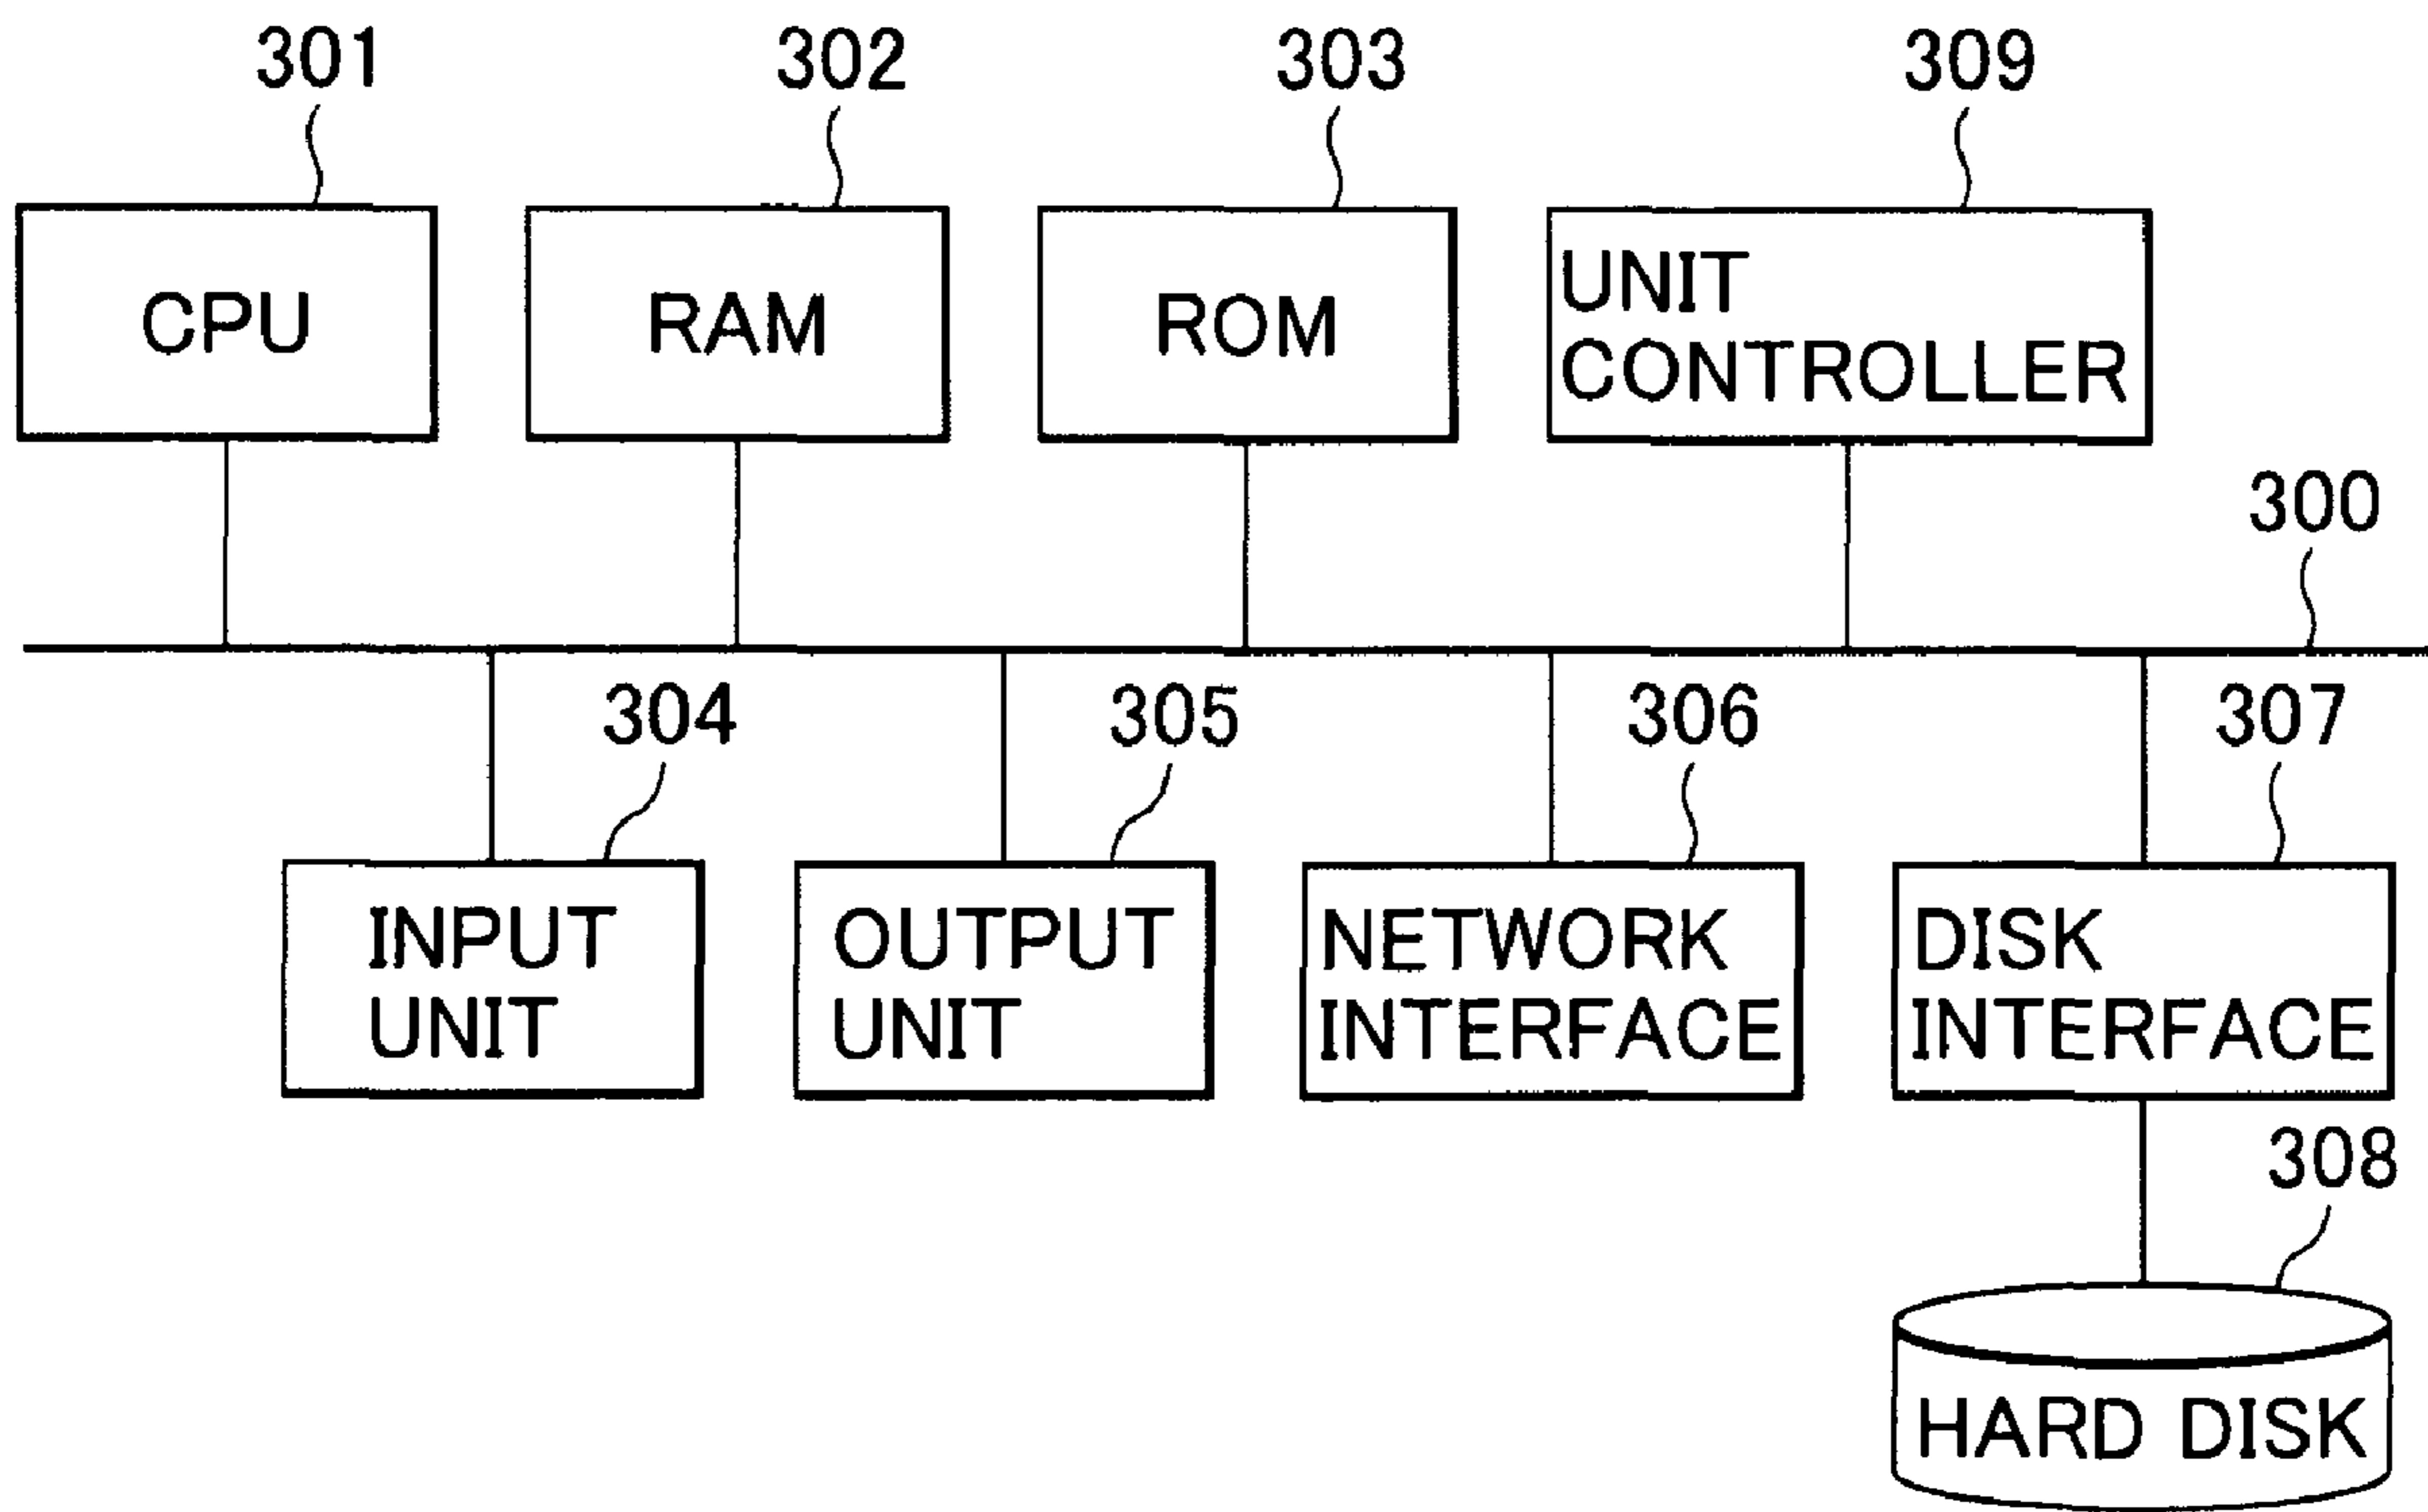 301
302
303
309
CPU
RAM
ROM
UNIT
CONTROLLER
300
304
305
306
307
INPUT
UNIT
OUTPUT
UNIT
NETWORK
INTERFACE
DISK
INTERFACE
308
HARD DISK